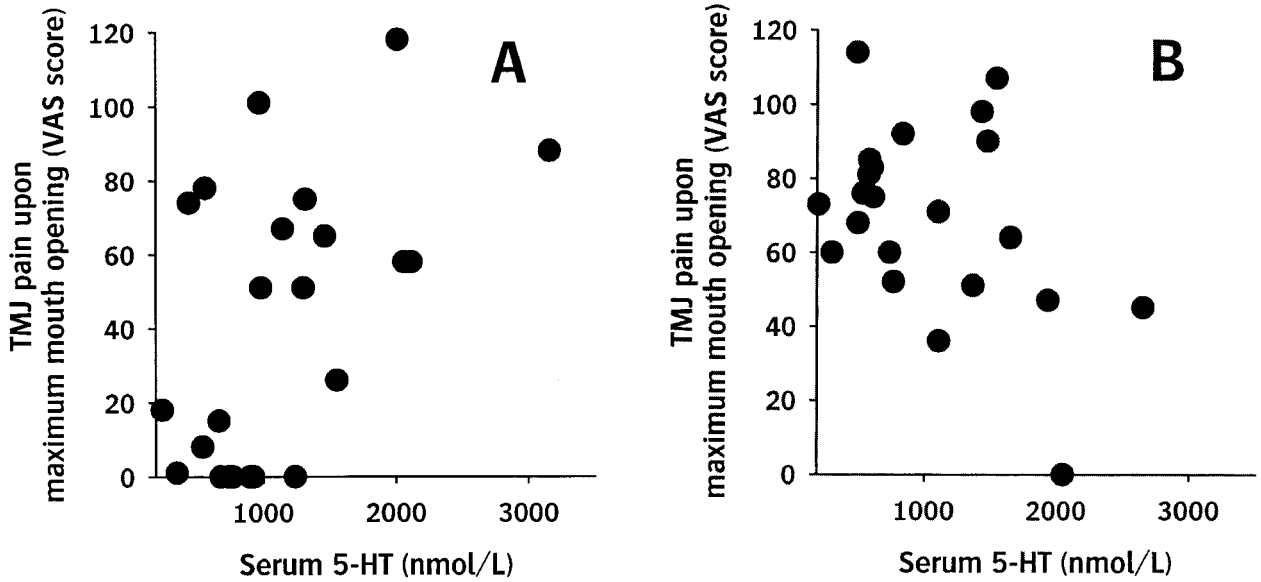 A
TMJ pain upon
maximum mouth opening (VAS score)
120
100
80
60
40
20
0
1000 2000 3000
Serum 5-HT (nmol/L)
B
TMJ pain upon
maximum mouth opening (VAS score)
120
100
80
60
40
20
0
1000 2000 3000
Serum 5-HT (nmol/L)